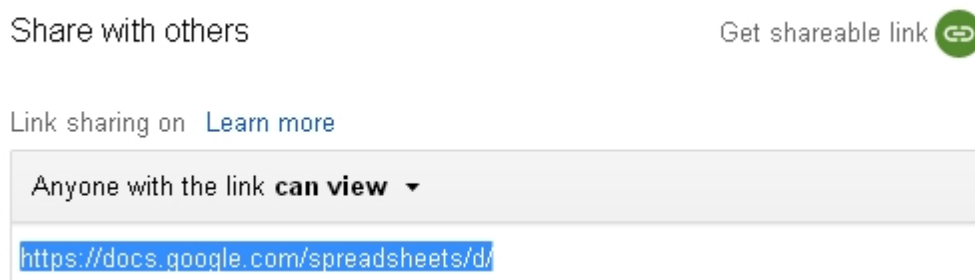 Share with others
Get shareable link
Link sharing on Learn more
Anyone with the link can view
https://docs.google.com/spreadsheets/d/